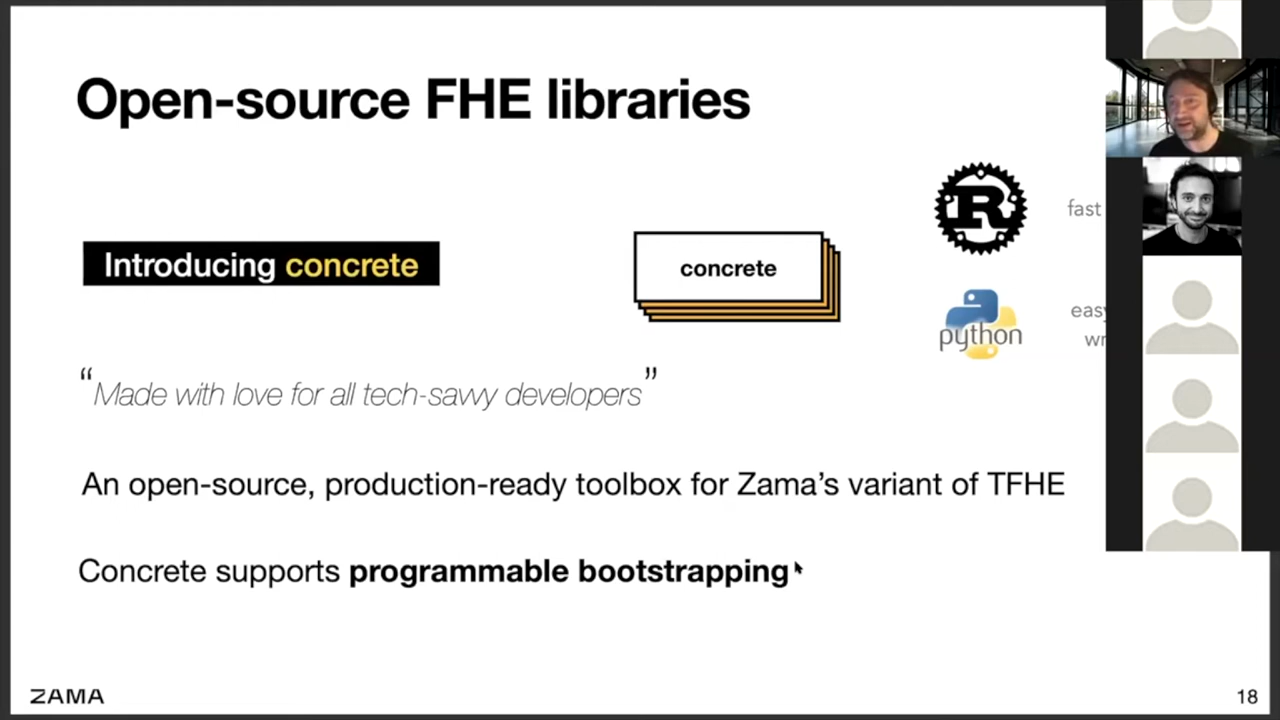 Open-source FHE libraries
fast
Introducing concrete
concrete
python
“Made with love for all tech-savvy developers”
An open-source, production-ready toolbox for Zama’s variant of TFHE
Concrete supports programmable bootstrapping
ZAMA
18